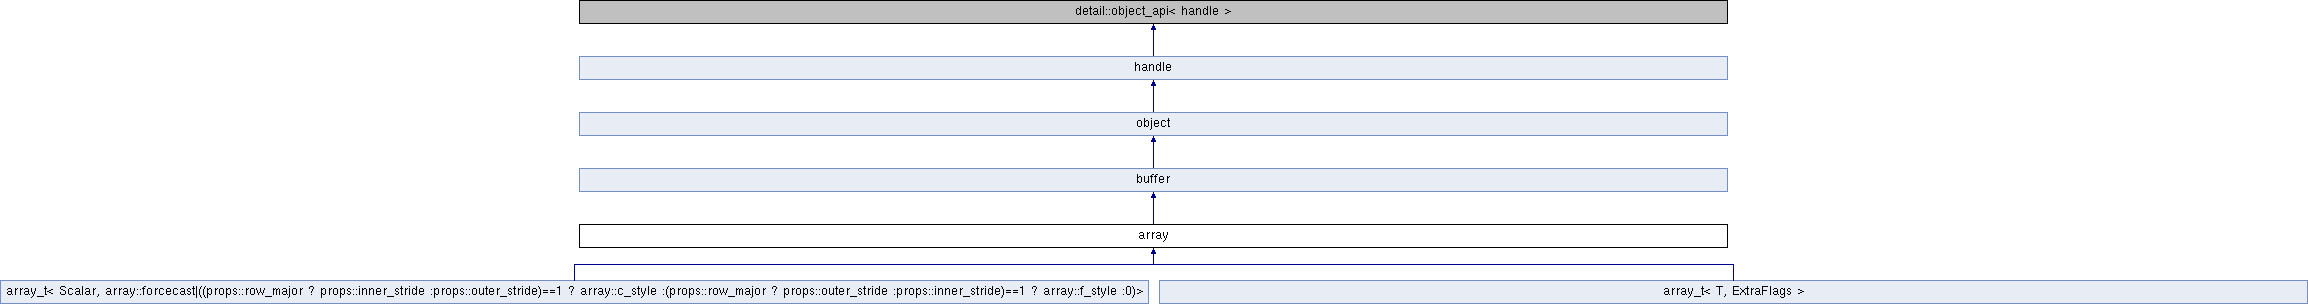 detail::object_api< handle >
handle
object
buffer
array
array_t< Scalar, array::forcecast|((props::row_major ? props::inner_stride :props::outer_stride)==1 ? array::c_style :(props::row_major ? props::outer_stride :props::inner_stride)==1 ? array::f_style :0)>
array_t< T, ExtraFlags >